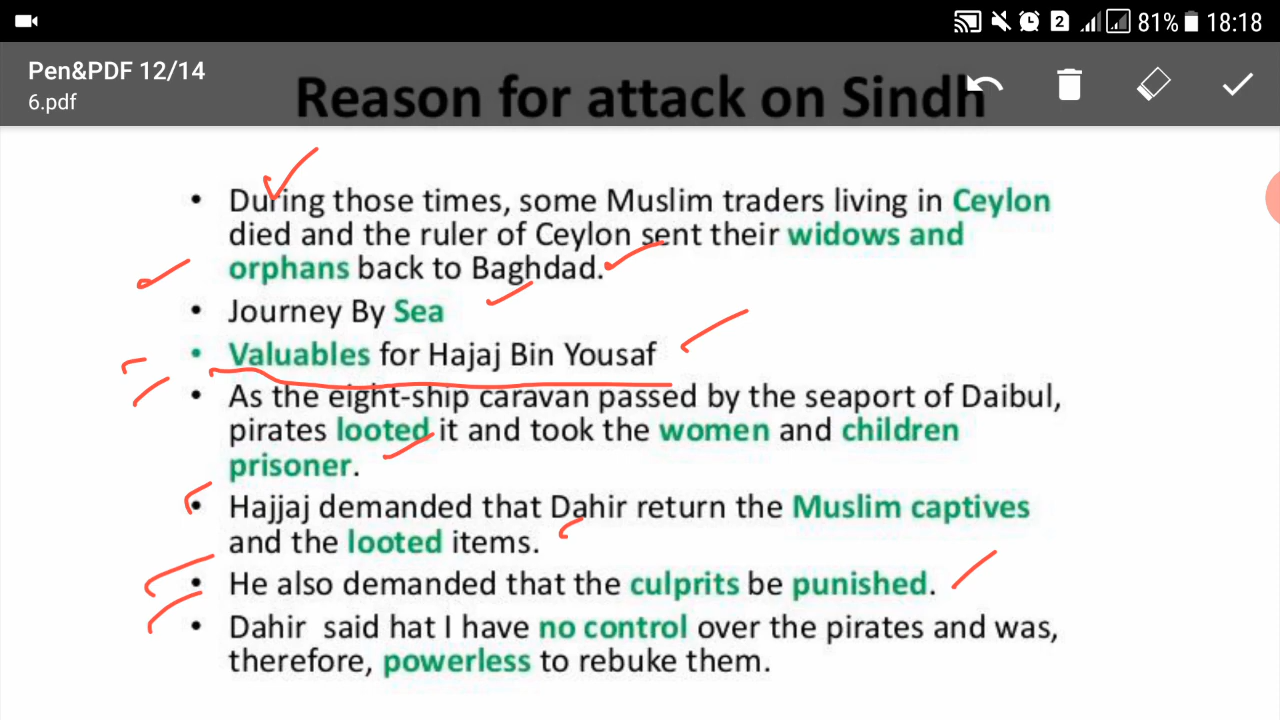 2 81% 18:18
Pen&PDF 12/14
6.pdf
Reason for attack on Sindh
• During those times, some Muslim traders living in Ceylon
died and the ruler of Ceylon sent their widows and
orphans back to Baghdad.
• Journey By Sea
• Valuables for Hajaj Bin Yousaf
• As the eight-ship caravan passed by the seaport of Daibul,
pirates looted it and took the women and children
prisoner.
• Hajjaj demanded that Dahir return the Muslim captives
and the looted items.
• He also demanded that the culprits be punished.
• Dahir said hat I have no control over the pirates and was,
therefore, powerless to rebuke them.